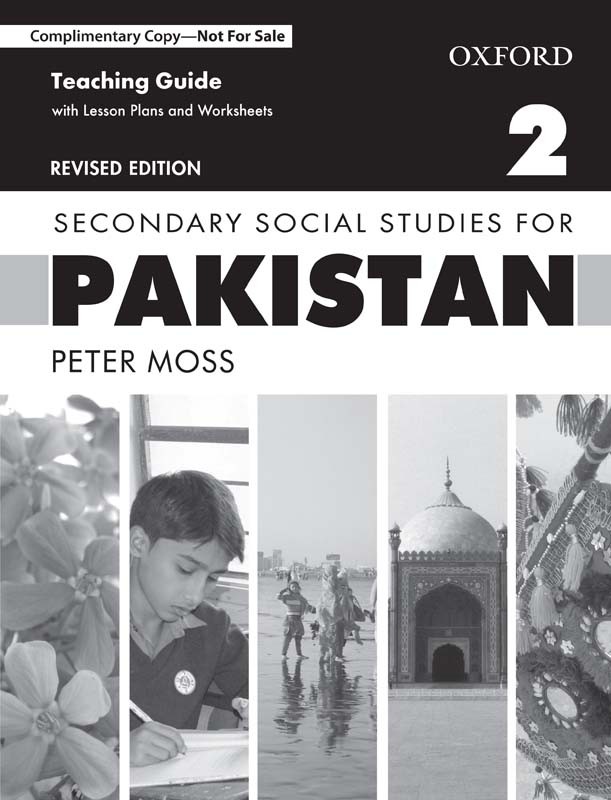 Complimentary Copy—Not For Sale
OXFORD
Teaching Guide
with Lesson Plans and Worksheets
2
REVISED EDITION
SECONDARY SOCIAL STUDIES FOR
PAKISTAN
PETER MOSS